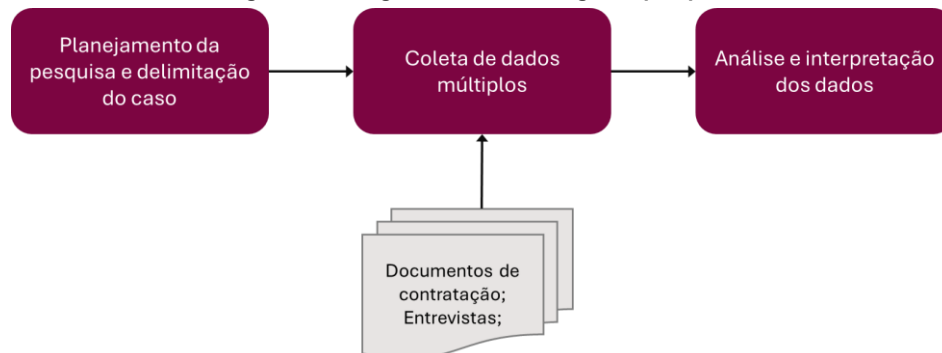 Planejamento da
pesquisa e delimitação
do caso
Coleta de dados
múltiplos
Análise e interpretação
dos dados
Documentos de
contratação;
Entrevistas;